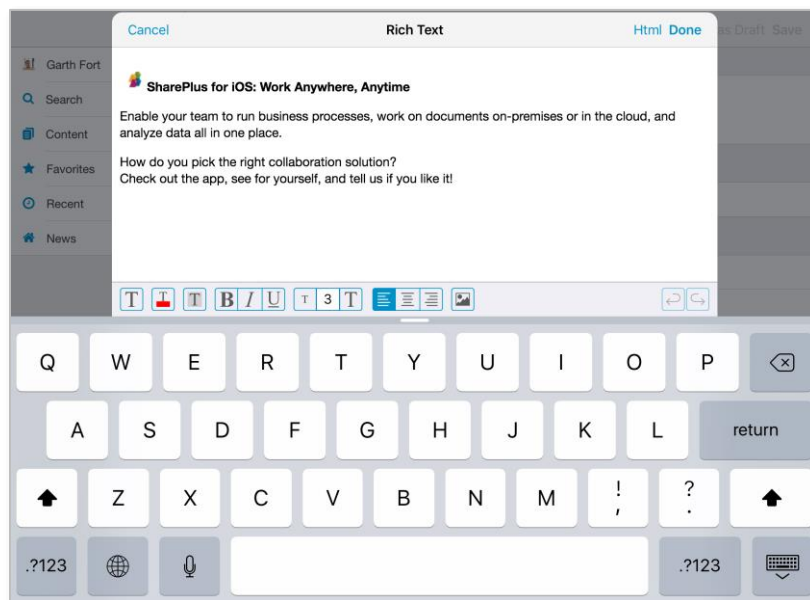 Cancel Rich Text Html Done as Draft Save
Garth Fort
Search
Content
Favorites
Recent
News
SharePlus for iOS: Work Anywhere, Anytime
Enable your team to run business processes, work on documents on-premises or in the cloud, and
analyze data all in one place.
How do you pick the right collaboration solution?
Check out the app, see for yourself, and tell us if you like it!
T T T B I U T 3 T
Q W E R T Y U I O P
A S D F G H J K L return
Z X C V B N M ! , ? .
.?123 .?123